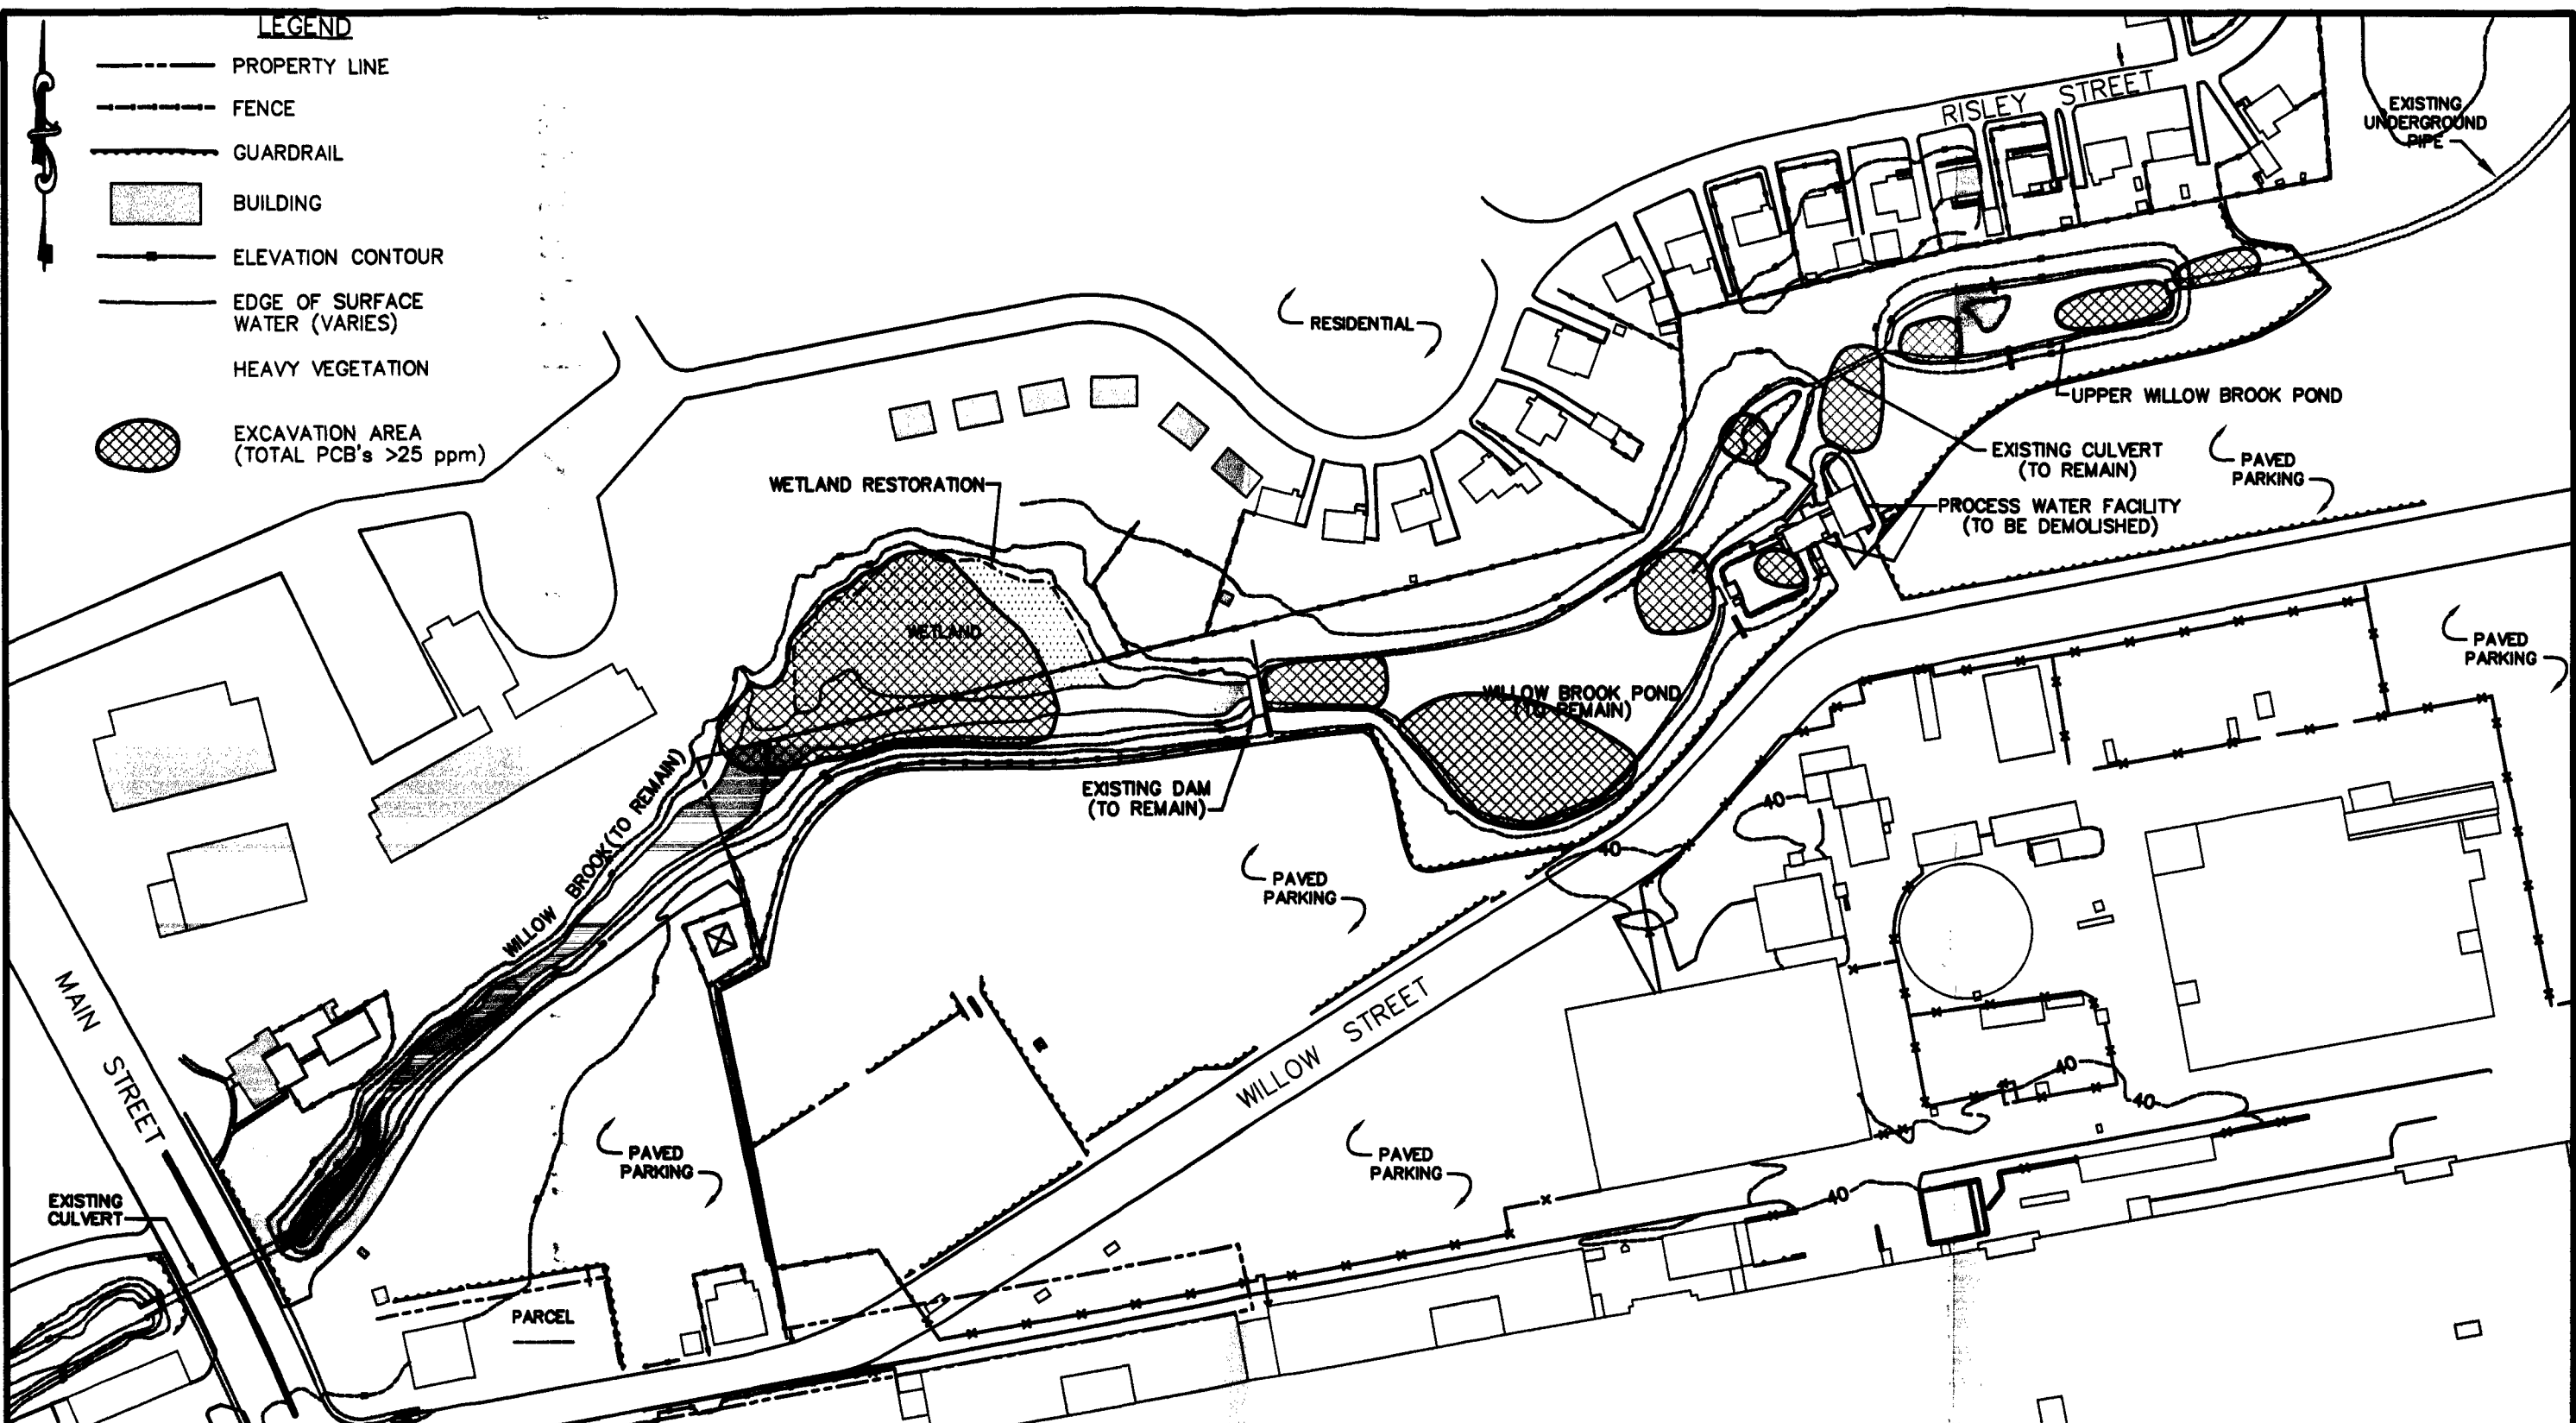 LEGEND
PROPERTY LINE
FENCE
GUARDRAIL
BUILDING
ELEVATION CONTOUR
EDGE OF SURFACE
WATER (VARIES)
HEAVY VEGETATION
EXCAVATION AREA
(TOTAL PCB's >25 ppm)
RISLEY STREET
EXISTING
UNDERGROUND
PIPE
RESIDENTIAL
UPPER WILLOW BROOK POND
EXISTING CULVERT
(TO REMAIN)
PAVED
PARKING
PROCESS WATER FACILITY
(TO BE DEMOLISHED)
WETLAND RESTORATION
WETLAND
PAVED
PARKING
WILLOW BROOK POND
(TO REMAIN)
EXISTING DAM
(TO REMAIN)
WILLOW BROOK (TO REMAIN)
40
40
PAVED
PARKING
MAIN STREET
WILLOW STREET
40
40
PAVED
PARKING
PAVED
PARKING
40
EXISTING
CULVERT
PARCEL